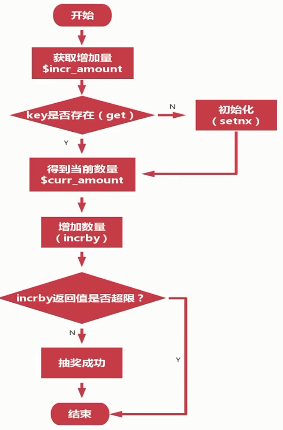 开始
获取增加量
$incr_amount
key是否存在（get）
N
初始化
（setnx）
Y
得到当前数量
$curr_amount
增加数量
（incrby）
incrby返回值是否超限？
N
Y
抽奖成功
结束